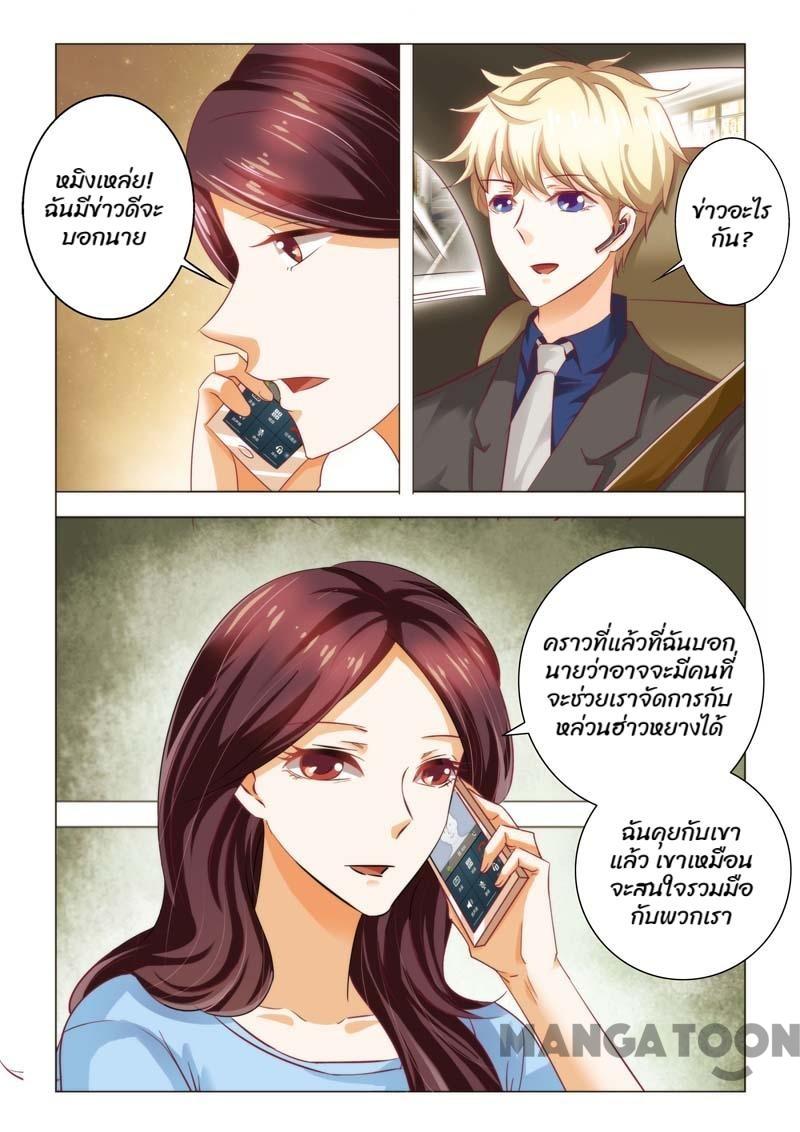 หมิงเหล่ย!
ฉันมีข่าวดีจะ
บอกนาย
ข่าวอะไร
กัน?
คราวที่แล้วที่ฉันบอก
นายว่าอาจจะมีคนที่
จะช่วยเราจัดการกับ
หล่วนฮ่าวหยางได้
ฉันคุยกับเขา
แล้ว เขาเหมือน
จะสนใจรวมมือ
กับพวกเรา
MANGATOON